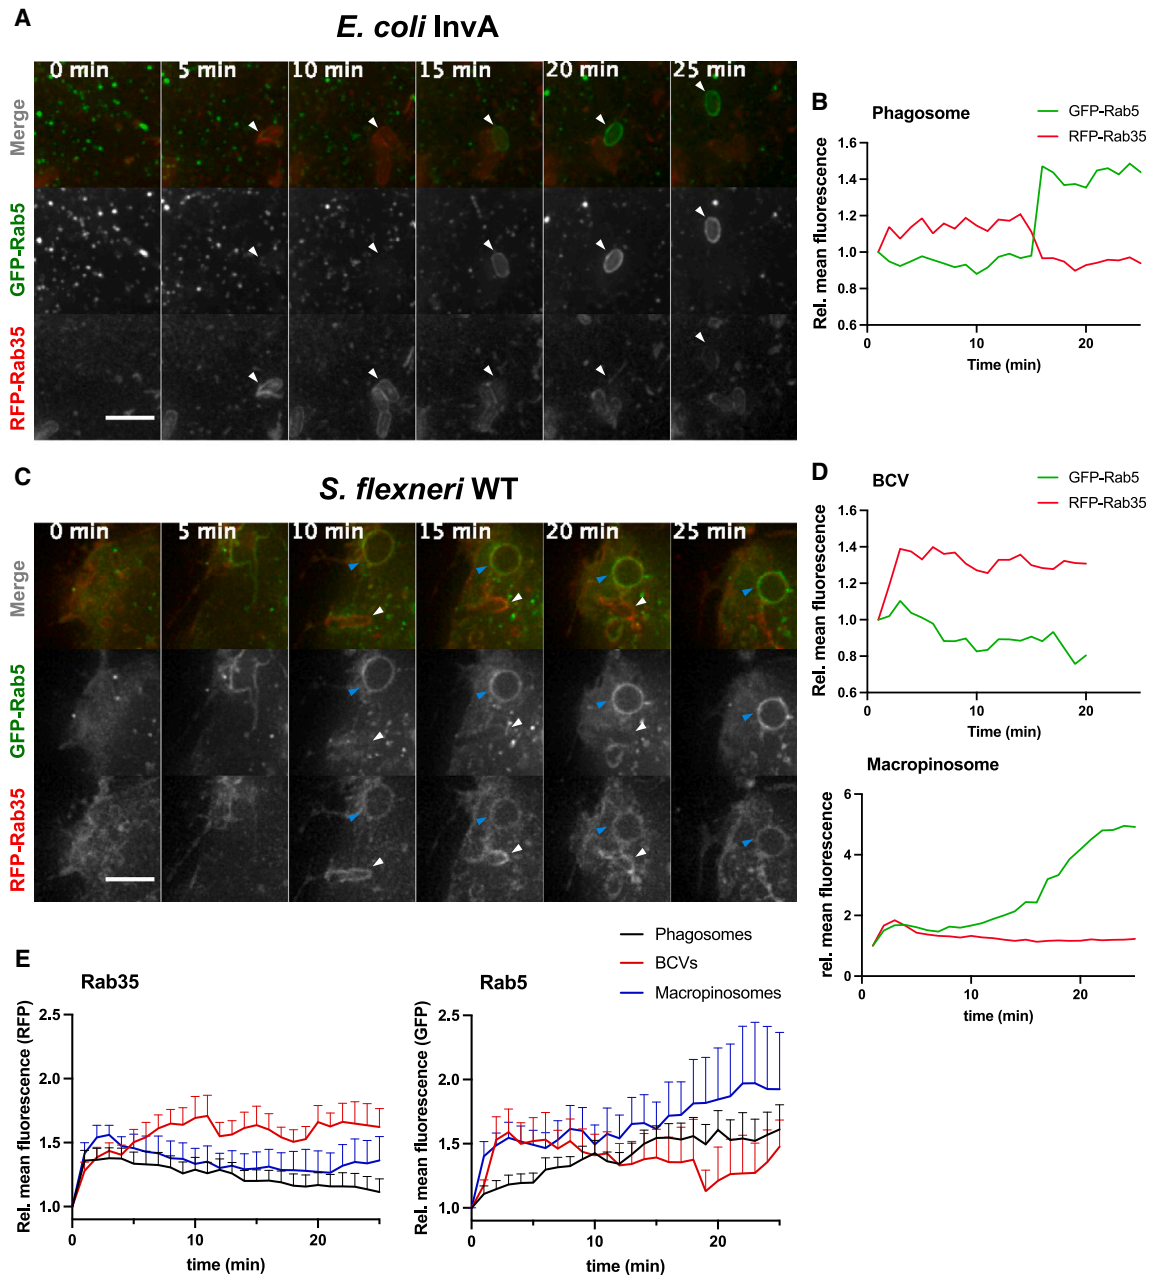 A
E. coli InvA
0 min 5 min 10 min 15 min 20 min 25 min
Merge
GFP-Rab5
RFP-Rab35
B
Phagosome
GFP-Rab5
RFP-Rab35
Rel. mean fluorescence
1.6
1.4
1.2
1.0
0.8
0.6
0 10 20
Time (min)
C
S. flexneri WT
0 min 5 min 10 min 15 min 20 min 25 min
Merge
GFP-Rab5
RFP-Rab35
D
BCV
GFP-Rab5
RFP-Rab35
Rel. mean fluorescence
1.6
1.4
1.2
1.0
0.8
0.6
0 10 20
Time (min)
Macropinosome
rel. mean fluorescence
6
4
2
0
0 10 20
time (min)
E
Phagosomes
BCVs
Macropinosomes
Rab35
Rel. mean fluorescence (RFP)
2.5
2.0
1.5
1.0
0 10 20
time (min)
Rab5
Rel. mean fluorescence (GFP)
2.5
2.0
1.5
1.0
0 10 20
time (min)